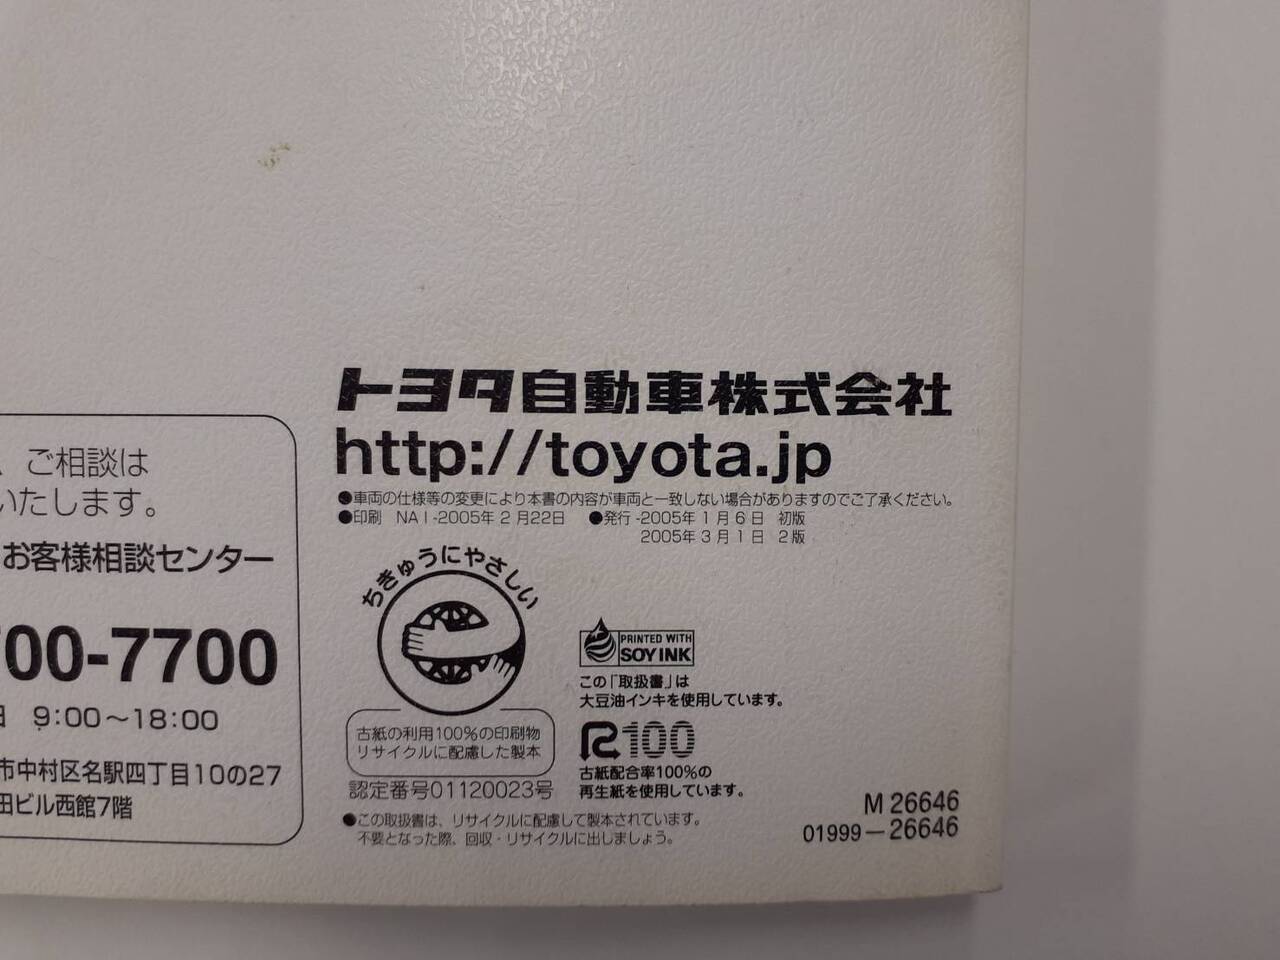 ご相談は
いたします。
お客様相談センター
00-7700
9:00～18:00
市中村区名駅四丁目10の27
田ビル西館7階
トヨタ自動車株式会社
http://toyota.jp
●車両の仕様等の変更により本書の内容が車両と一致しない場合がありますのでご了承ください。
●印刷 NAI-2005年2月22日 ●発行-2005年1月6日 初版
2005年3月1日 2版
ちきゅうにやさしい
古紙の利用100%の印刷物
リサイクルに配慮した製本
認定番号01120023号
PRINTED WITH
SOY INK
この「取扱書」は
大豆油インキを使用しています。
R100
古紙配合率100%の
再生紙を使用しています。
●この取扱書は、リサイクルに配慮して製本されています。
不要となった際、回収・リサイクルに出しましょう。
M 26646
01999-26646